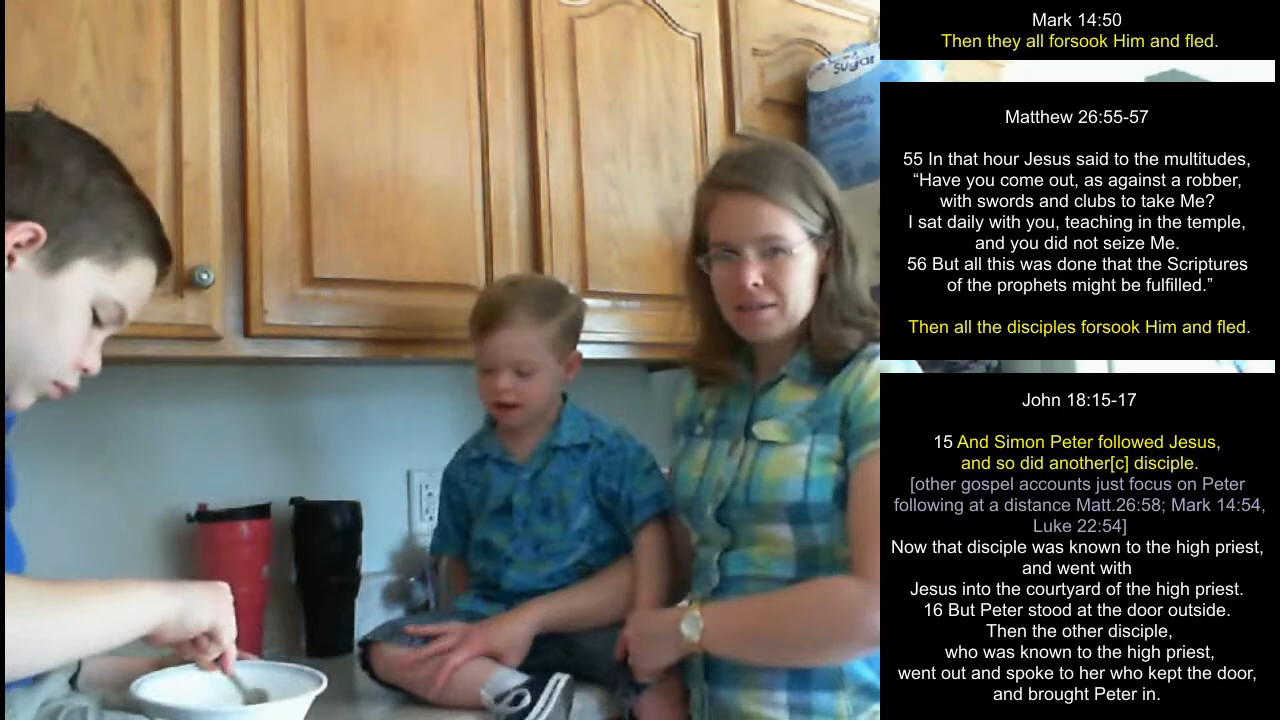 Sugar
Mark 14:50
Then they all forsook Him and fled.
Matthew 26:55-57
55 In that hour Jesus said to the multitudes,
“Have you come out, as against a robber,
with swords and clubs to take Me?
I sat daily with you, teaching in the temple,
and you did not seize Me.
56 But all this was done that the Scriptures
of the prophets might be fulfilled.”
Then all the disciples forsook Him and fled.
John 18:15-17
15 And Simon Peter followed Jesus,
and so did another[c] disciple.
[other gospel accounts just focus on Peter
following at a distance Matt.26:58; Mark 14:54,
Luke 22:54]
Now that disciple was known to the high priest,
and went with
Jesus into the courtyard of the high priest.
16 But Peter stood at the door outside.
Then the other disciple,
who was known to the high priest,
went out and spoke to her who kept the door,
and brought Peter in.